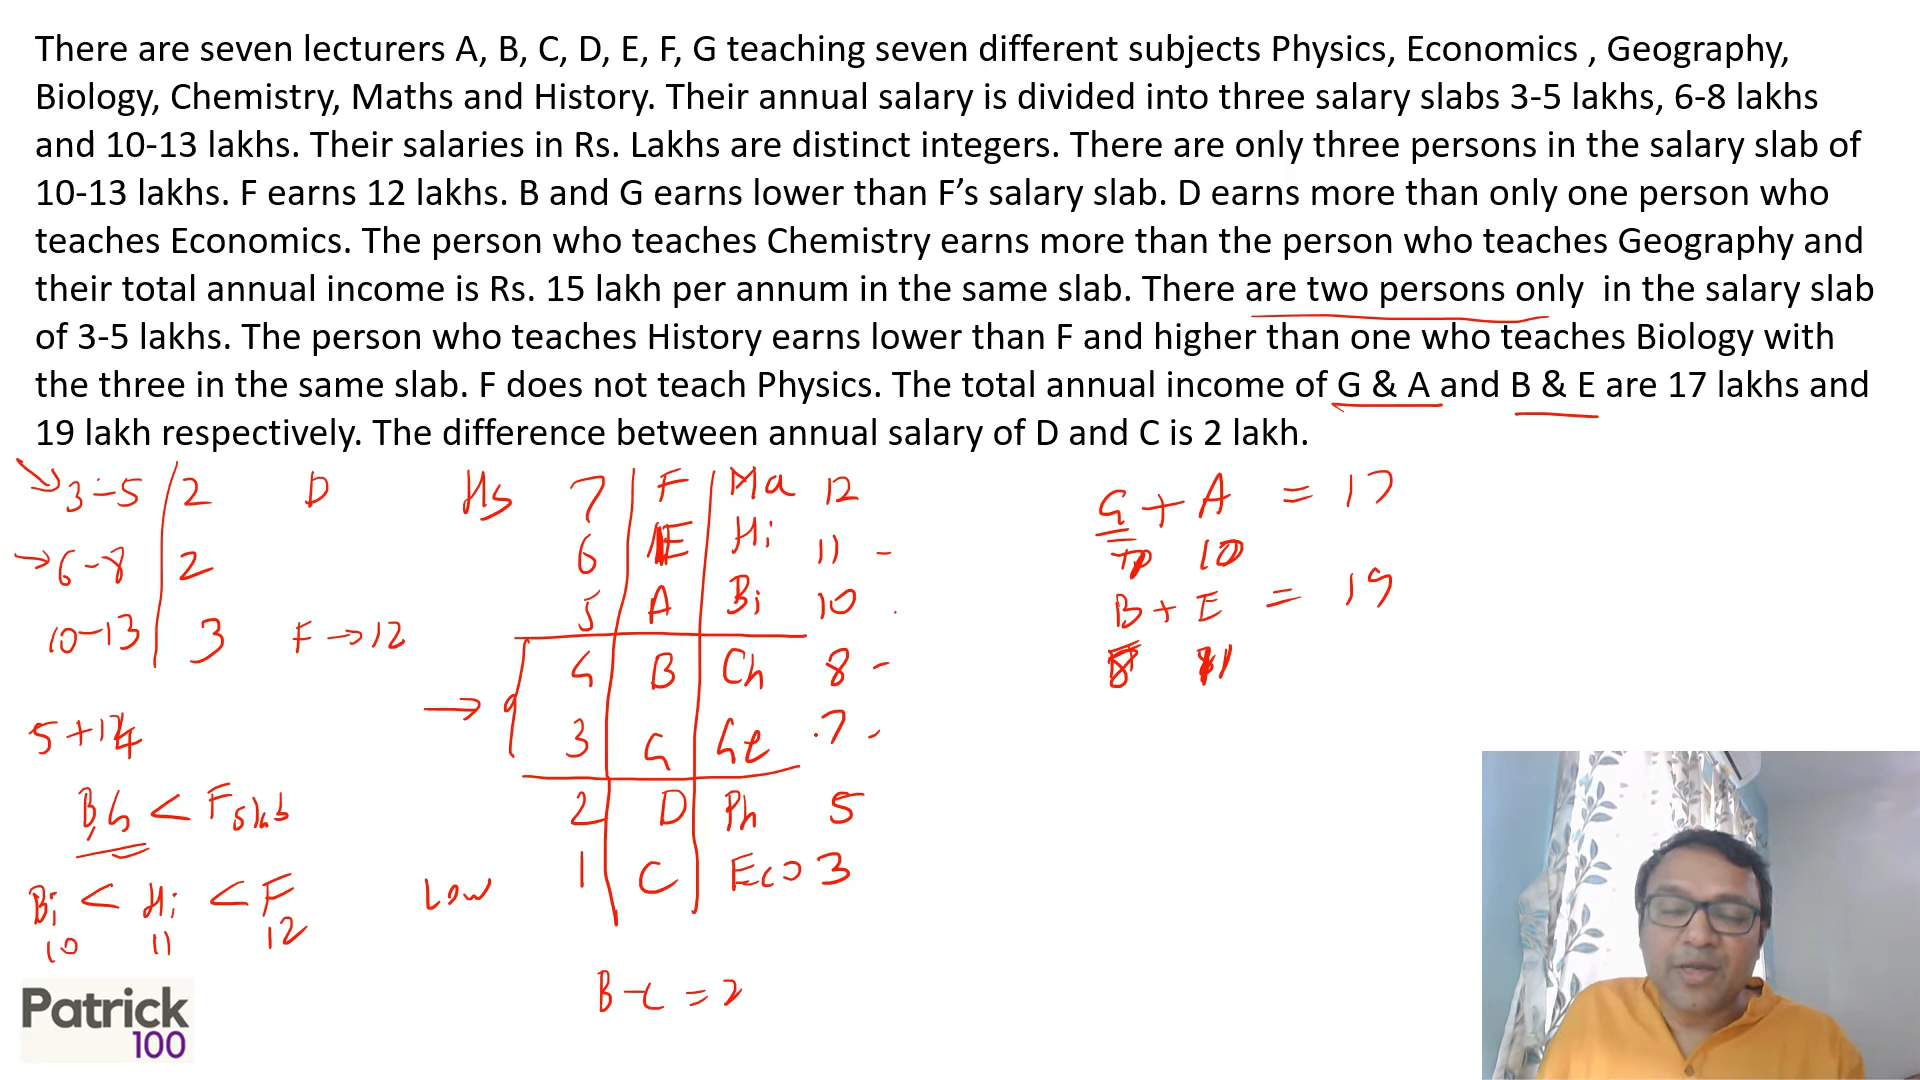 There are seven lecturers A, B, C, D, E, F, G teaching seven different subjects Physics, Economics , Geography,
Biology, Chemistry, Maths and History. Their annual salary is divided into three salary slabs 3-5 lakhs, 6-8 lakhs
and 10-13 lakhs. Their salaries in Rs. Lakhs are distinct integers. There are only three persons in the salary slab of
10-13 lakhs. F earns 12 lakhs. B and G earns lower than F’s salary slab. D earns more than only one person who
teaches Economics. The person who teaches Chemistry earns more than the person who teaches Geography and
their total annual income is Rs. 15 lakh per annum in the same slab. There are two persons only in the salary slab
of 3-5 lakhs. The person who teaches History earns lower than F and higher than one who teaches Biology with
the three in the same slab. F does not teach Physics. The total annual income of G & A and B & E are 17 lakhs and
19 lakh respectively. The difference between annual salary of D and C is 2 lakh.
3-5 2 D
6-8 2
10-13 3 F → 12
B, G < F slab
Bi < Hi < F
10 11 12
Low
7 F Ma 12
6 E Hi 11
5 A Bi 10
4 B Ch 8
3 G Ge 7
2 D Ph 5
1 C Eco 3
G + A = 17
7 10
B + E = 19
8 11
Patrick
100